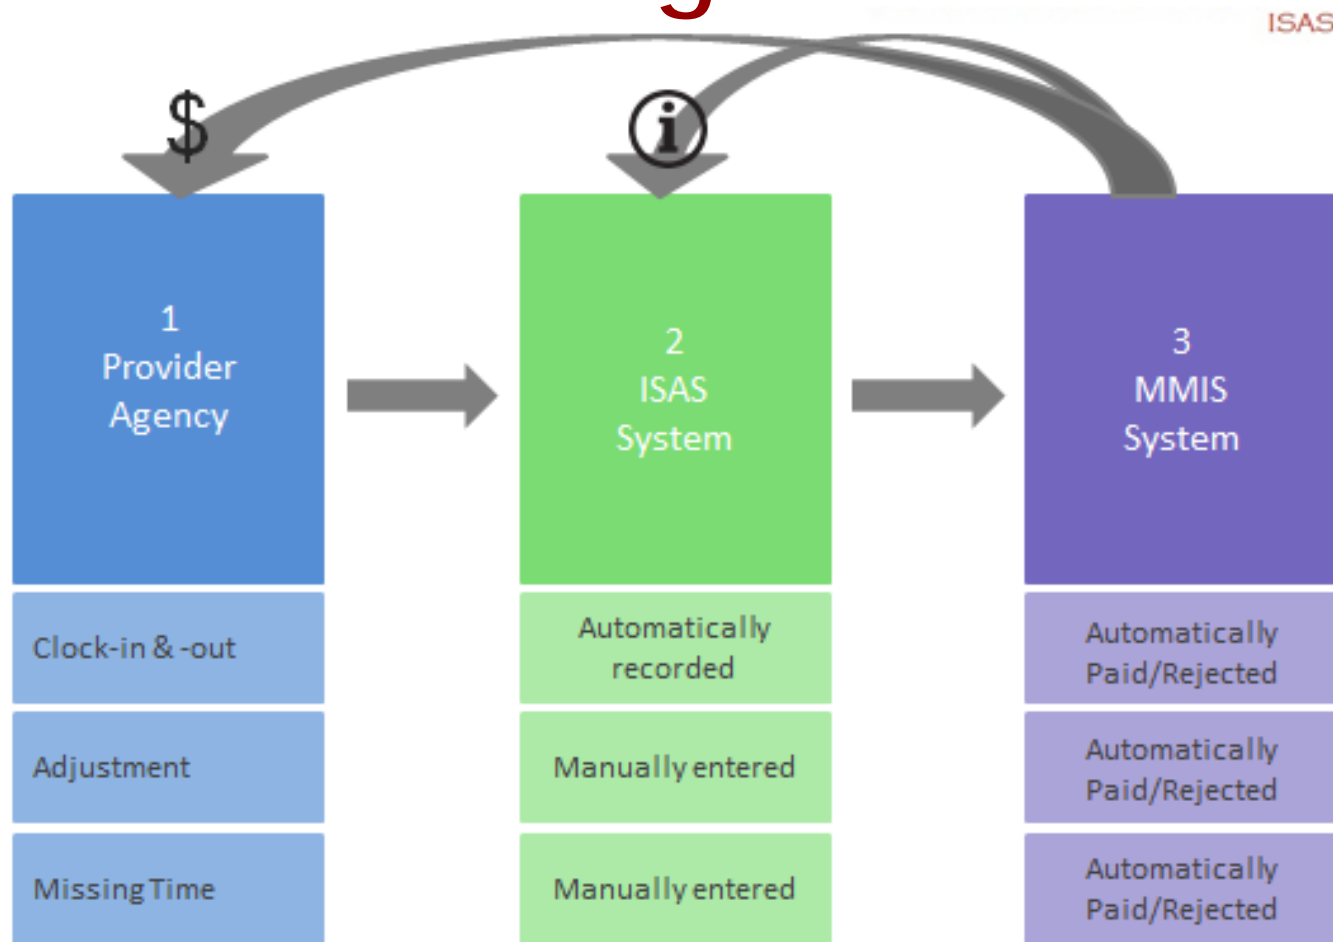 g
ISAS
$
i
1
Provider
Agency
2
ISAS
System
3
MMIS
System
Clock-in & -out
Automatically
recorded
Automatically
Paid/Rejected
Adjustment
Manually entered
Automatically
Paid/Rejected
Missing Time
Manually entered
Automatically
Paid/Rejected